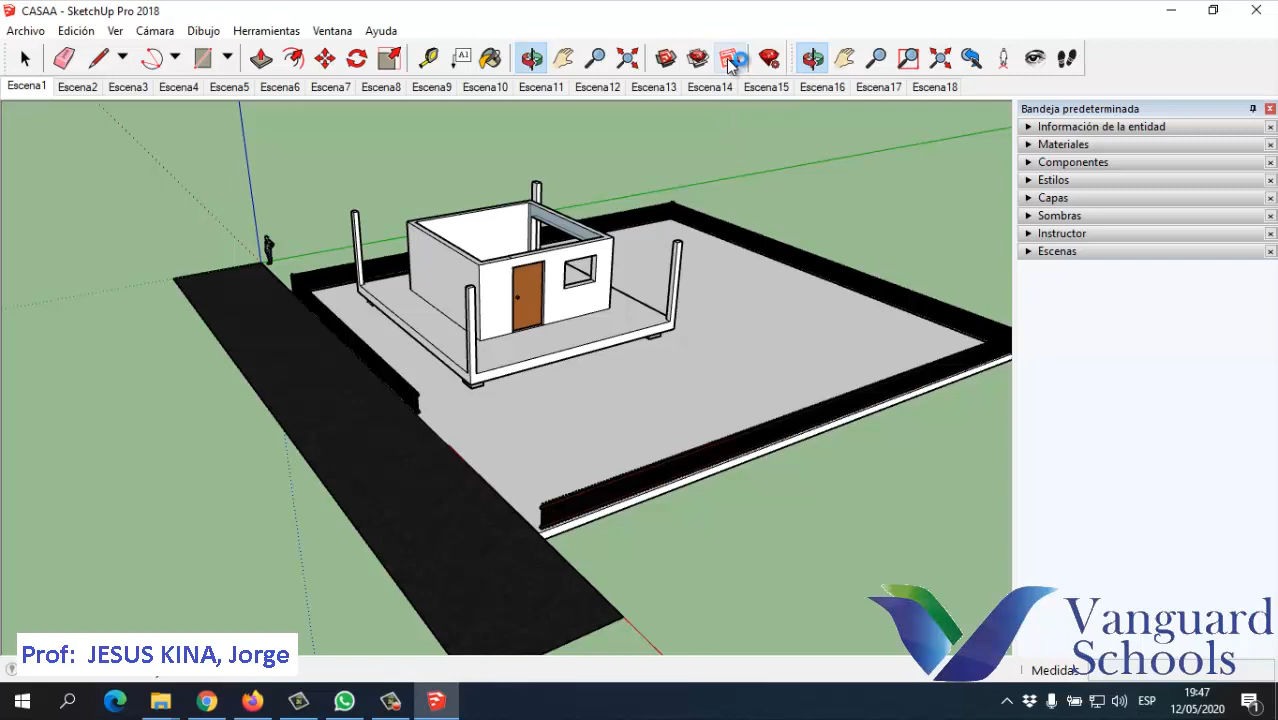 CASAA - SketchUp Pro 2018
Archivo Edición Ver Cámara Dibujo Herramientas Ventana Ayuda
A1
Escena1 Escena2 Escena3 Escena4 Escena5 Escena6 Escena7 Escena8 Escena9 Escena10 Escena11 Escena12 Escena13 Escena14 Escena15 Escena16 Escena17 Escena18
Bandeja predeterminada
Información de la entidad
Materiales
Componentes
Estilos
Capas
Sombras
Instructor
Escenas
Vanguard
Schools
Prof: JESUS KINA, Jorge
Medidas
ESP
19:47
12/05/2020
1